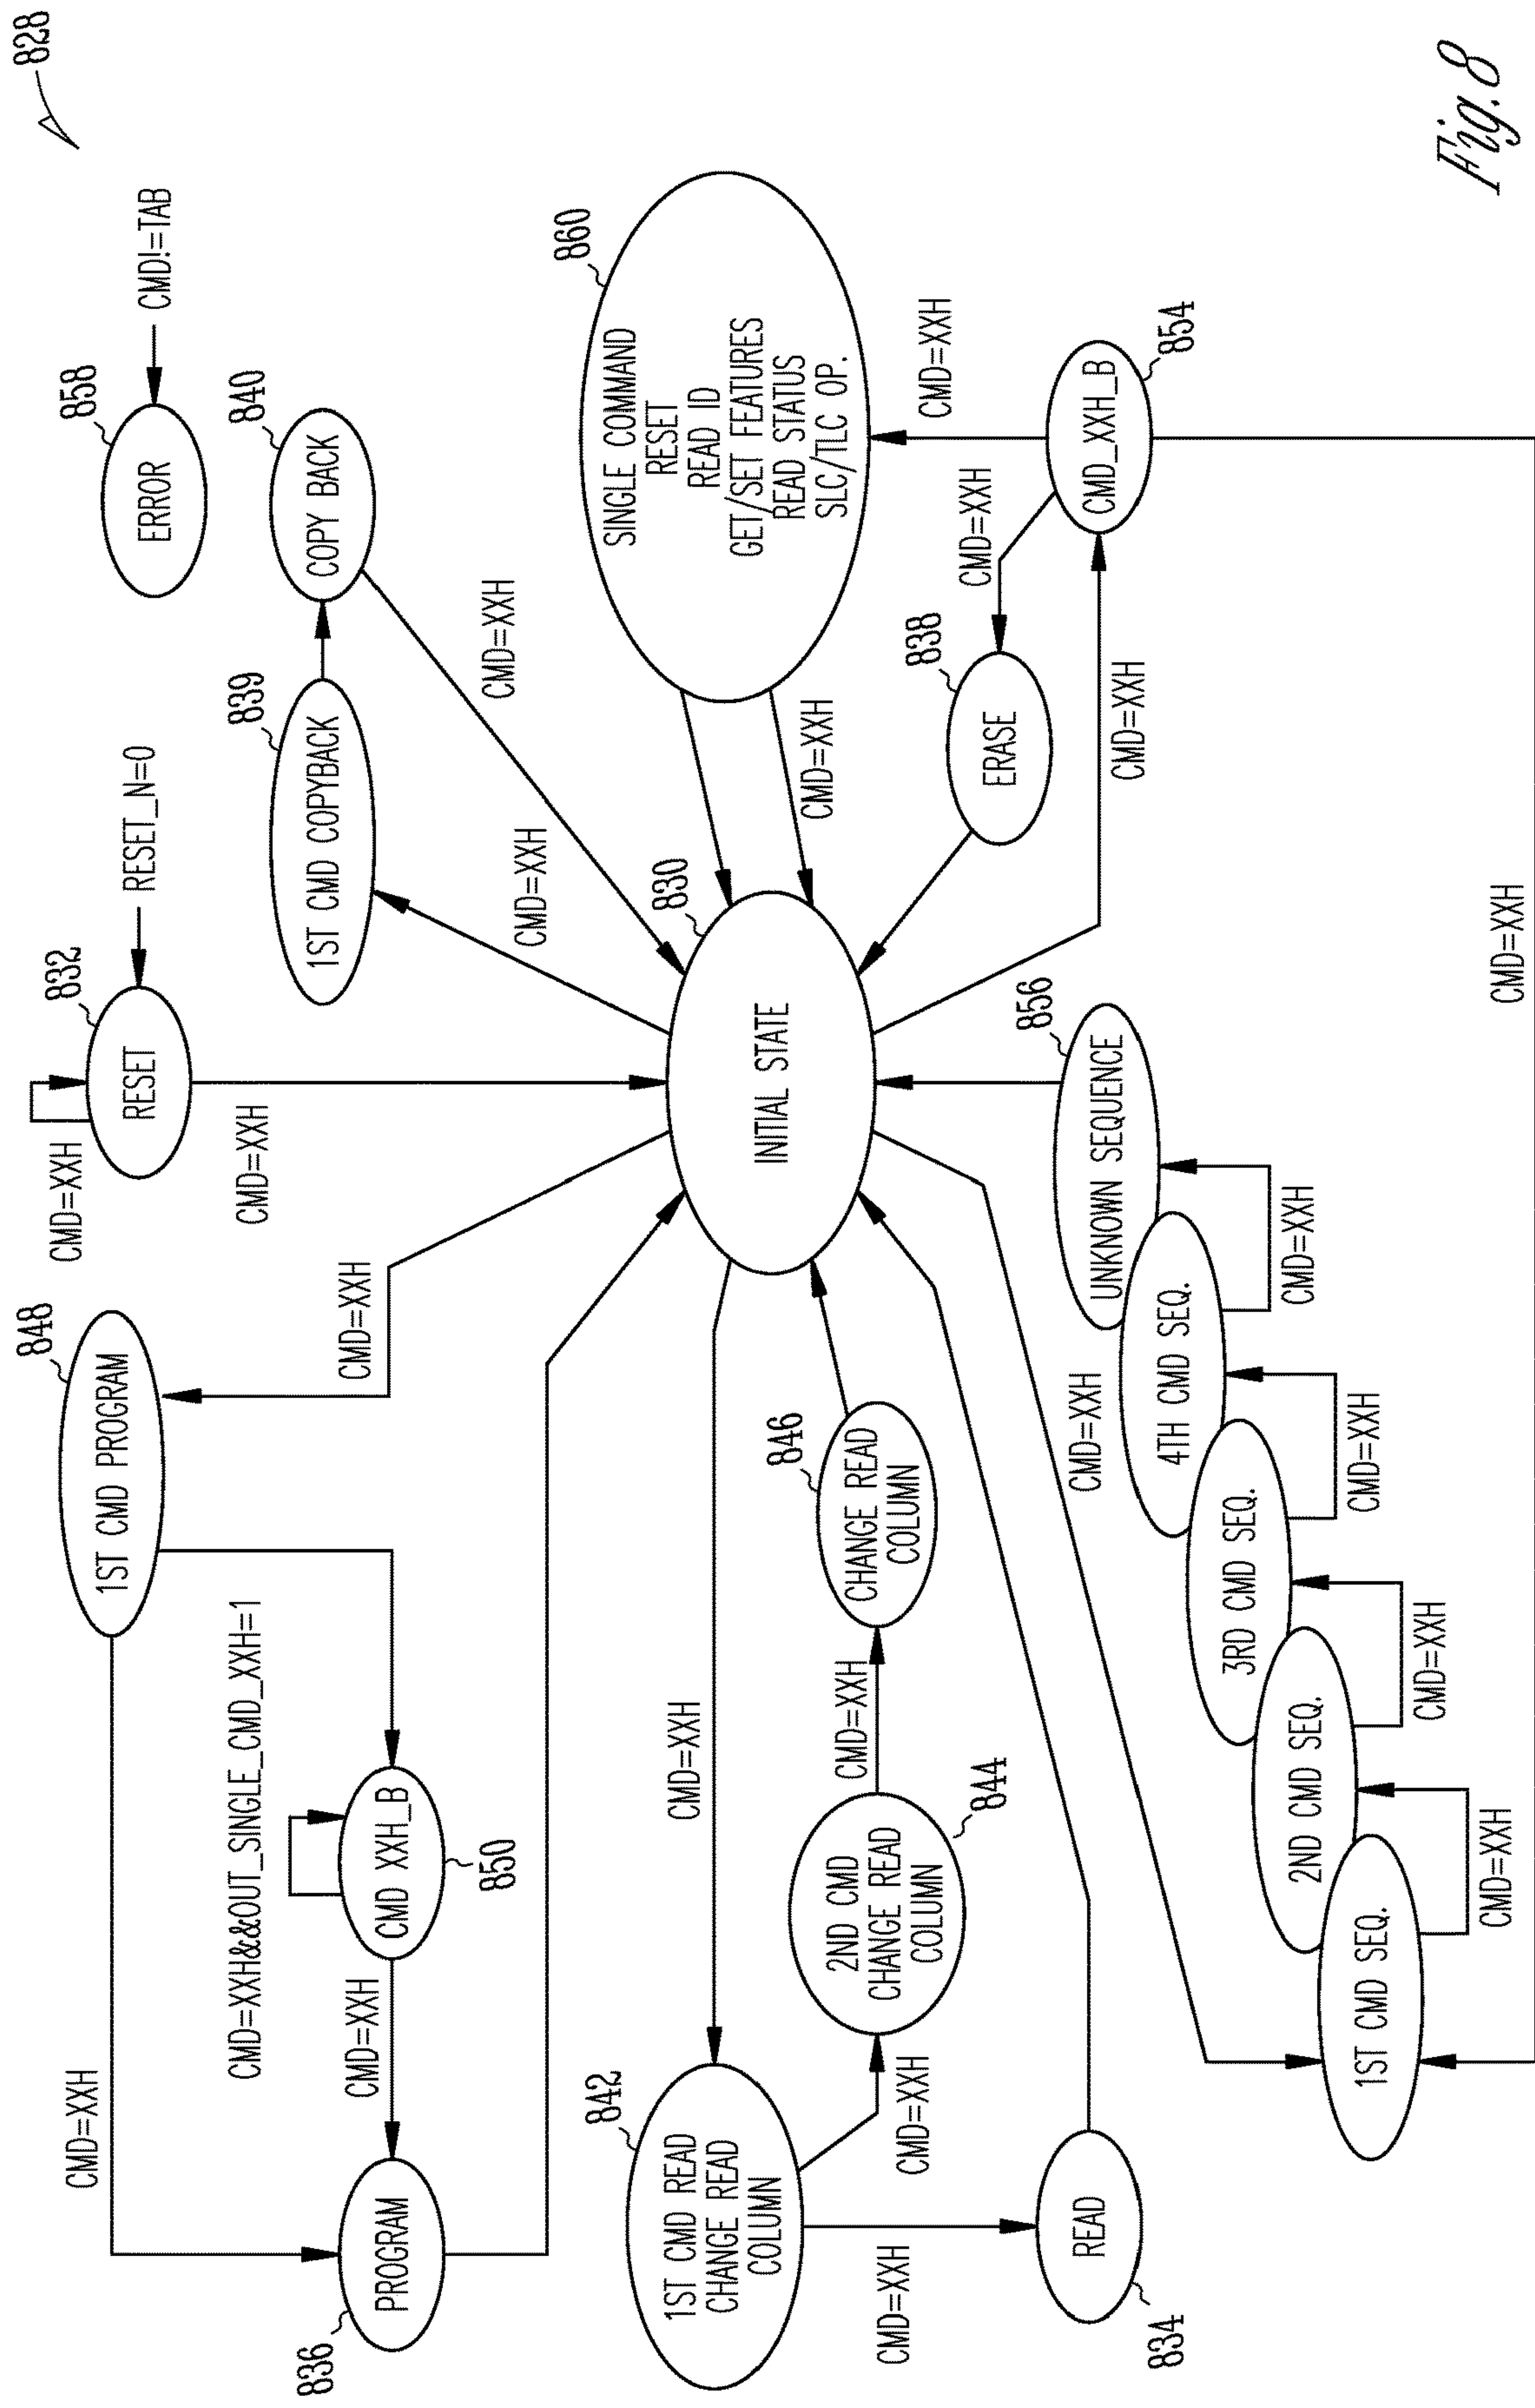 828
CMD=XXH
832
RESET
RESET_N=0
858
ERROR
CMD!=TAB
CMD=XXH
848
1ST CMD PROGRAM
CMD=XXH
839
1ST CMD COPYBACK
840
COPY BACK
CMD=XXH
CMD=XXH
CMD=XXH
CMD=XXH&&OUT_SINGLE_CMD_XXH=1
836
PROGRAM
CMD=XXH
CMD XXH_B
850
830
INITIAL STATE
860
SINGLE COMMAND
RESET
READ ID
GET/SET FEATURES
READ STATUS
SLC/TLC OP.
CMD=XXH
842
1ST CMD READ
CHANGE READ
COLUMN
CMD=XXH
CMD=XXH
2ND CMD
CHANGE READ
COLUMN
844
CMD=XXH
846
CHANGE READ
COLUMN
CMD=XXH
READ
834
838
ERASE
CMD=XXH
CMD=XXH
CMD_XXH_B
854
CMD=XXH
CMD=XXH
856
UNKNOWN SEQUENCE
CMD=XXH
4TH CMD SEQ.
CMD=XXH
3RD CMD SEQ.
CMD=XXH
2ND CMD SEQ.
CMD=XXH
1ST CMD SEQ.
CMD=XXH
CMD=XXH
Fig. 8